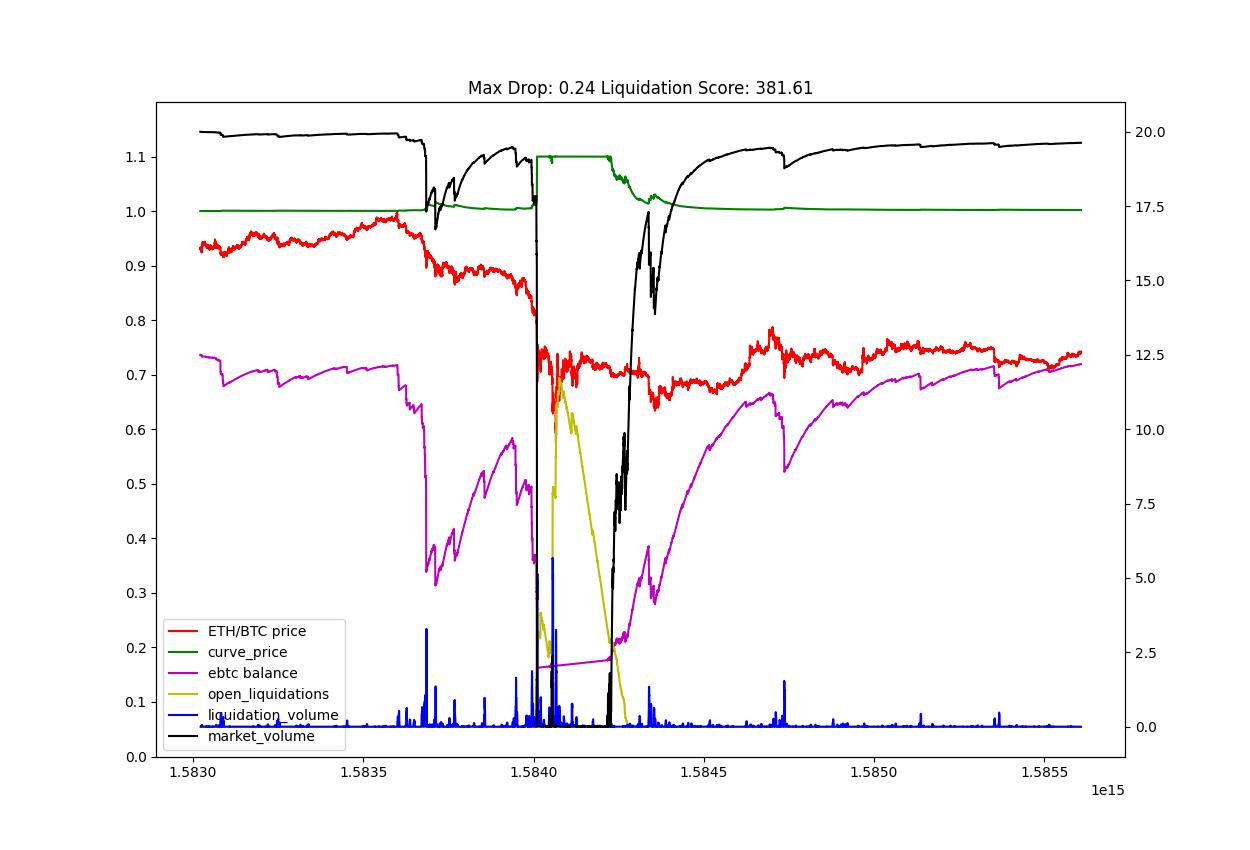 Max Drop: 0.24 Liquidation Score: 381.61
1.1
1.0
0.9
0.8
0.7
0.6
0.5
0.4
0.3
0.2
0.1
0.0
20.0
17.5
15.0
12.5
10.0
7.5
5.0
2.5
0.0
ETH/BTC price
curve_price
ebtc balance
open_liquidations
liquidation_volume
market_volume
1.5830 1.5835 1.5840 1.5845 1.5850 1.5855
1e15